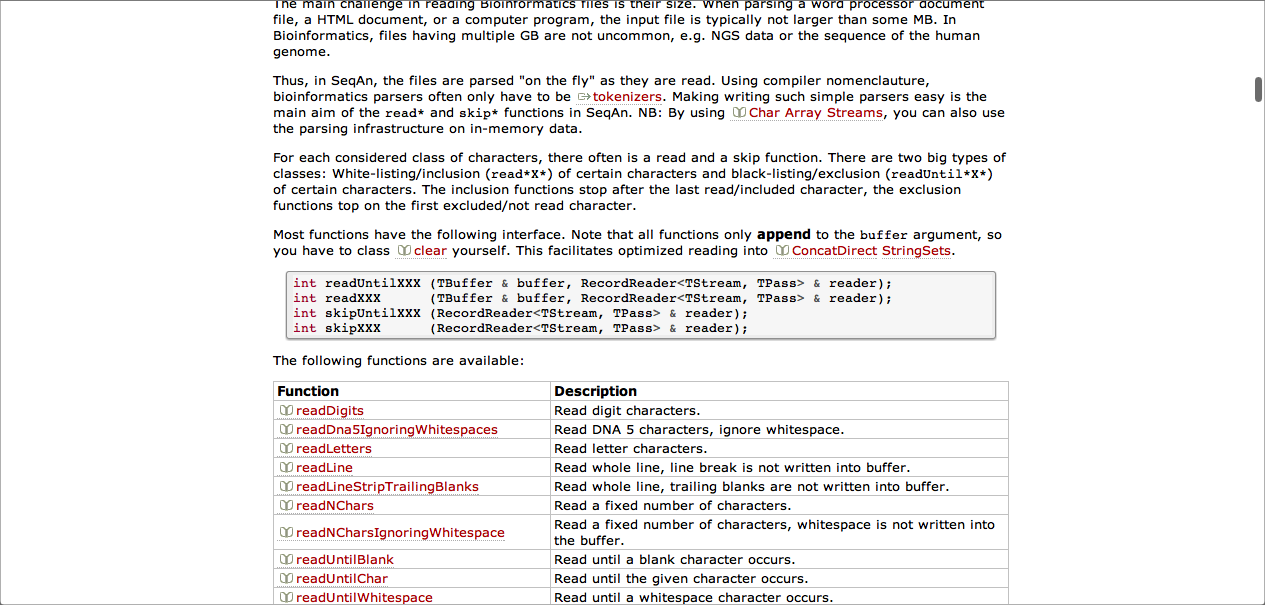 The main challenge in reading Bioinformatics files is their size. When parsing a word processor document
file, a HTML document, or a computer program, the input file is typically not larger than some MB. In
Bioinformatics, files having multiple GB are not uncommon, e.g. NGS data or the sequence of the human
genome.
Thus, in SeqAn, the files are parsed "on the fly" as they are read. Using compiler nomenclauture,
bioinformatics parsers often only have to be tokenizers. Making writing such simple parsers easy is the
main aim of the read* and skip* functions in SeqAn. NB: By using Char Array Streams, you can also use
the parsing infrastructure on in-memory data.
For each considered class of characters, there often is a read and a skip function. There are two big types of
classes: White-listing/inclusion (read*X*) of certain characters and black-listing/exclusion (readUntil*X*)
of certain characters. The inclusion functions stop after the last read/included character, the exclusion
functions top on the first excluded/not read character.
Most functions have the following interface. Note that all functions only append to the buffer argument, so
you have to class clear yourself. This facilitates optimized reading into ConcatDirect StringSets.
int readUntilXXX (TBuffer & buffer, RecordReader<TStream, TPass> & reader);
int readXXX      (TBuffer & buffer, RecordReader<TStream, TPass> & reader);
int skipUntilXXX (RecordReader<TStream, TPass> & reader);
int skipXXX      (RecordReader<TStream, TPass> & reader);
The following functions are available:
Function Description
readDigits Read digit characters.
readDna5IgnoringWhitespaces Read DNA 5 characters, ignore whitespace.
readLetters Read letter characters.
readLine Read whole line, line break is not written into buffer.
readLineStripTrailingBlanks Read whole line, trailing blanks are not written into buffer.
readNChars Read a fixed number of characters.
readNCharsIgnoringWhitespace Read a fixed number of characters, whitespace is not written into
the buffer.
readUntilBlank Read until a blank character occurs.
readUntilChar Read until the given character occurs.
readUntilWhitespace Read until a whitespace character occurs.